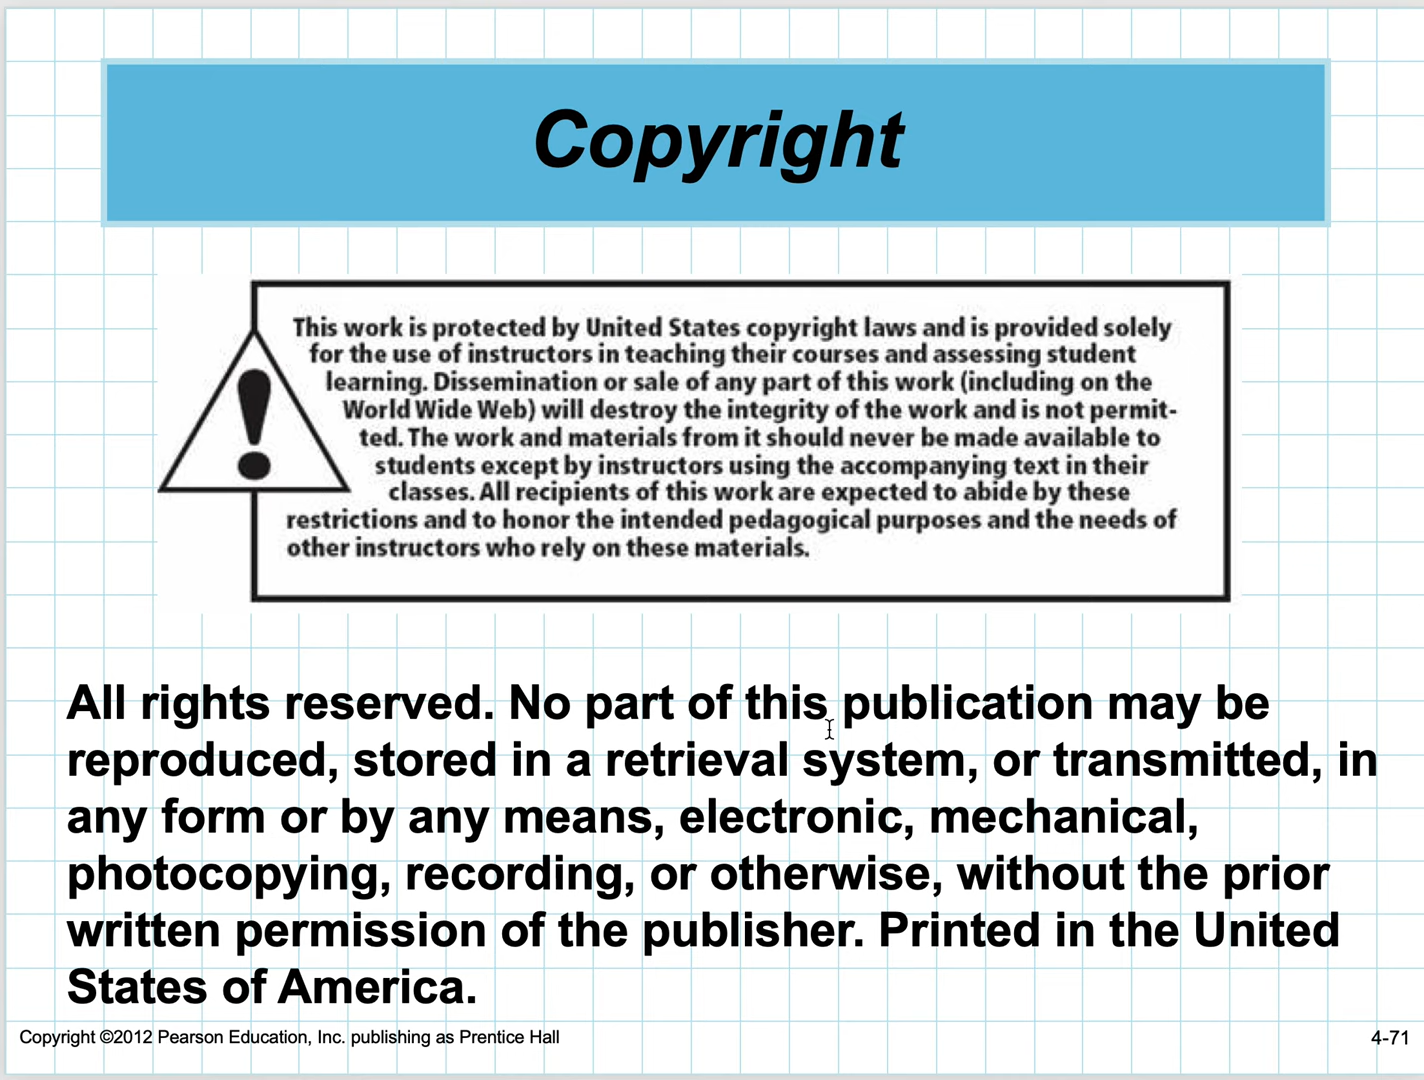 Copyright
This work is protected by United States copyright laws and is provided solely
for the use of instructors in teaching their courses and assessing student
learning. Dissemination or sale of any part of this work (including on the
World Wide Web) will destroy the integrity of the work and is not permit-
ted. The work and materials from it should never be made available to
students except by instructors using the accompanying text in their
classes. All recipients of this work are expected to abide by these
restrictions and to honor the intended pedagogical purposes and the needs of
other instructors who rely on these materials.
All rights reserved. No part of this publication may be
reproduced, stored in a retrieval system, or transmitted, in
any form or by any means, electronic, mechanical,
photocopying, recording, or otherwise, without the prior
written permission of the publisher. Printed in the United
States of America.
Copyright ©2012 Pearson Education, Inc. publishing as Prentice Hall
4-71